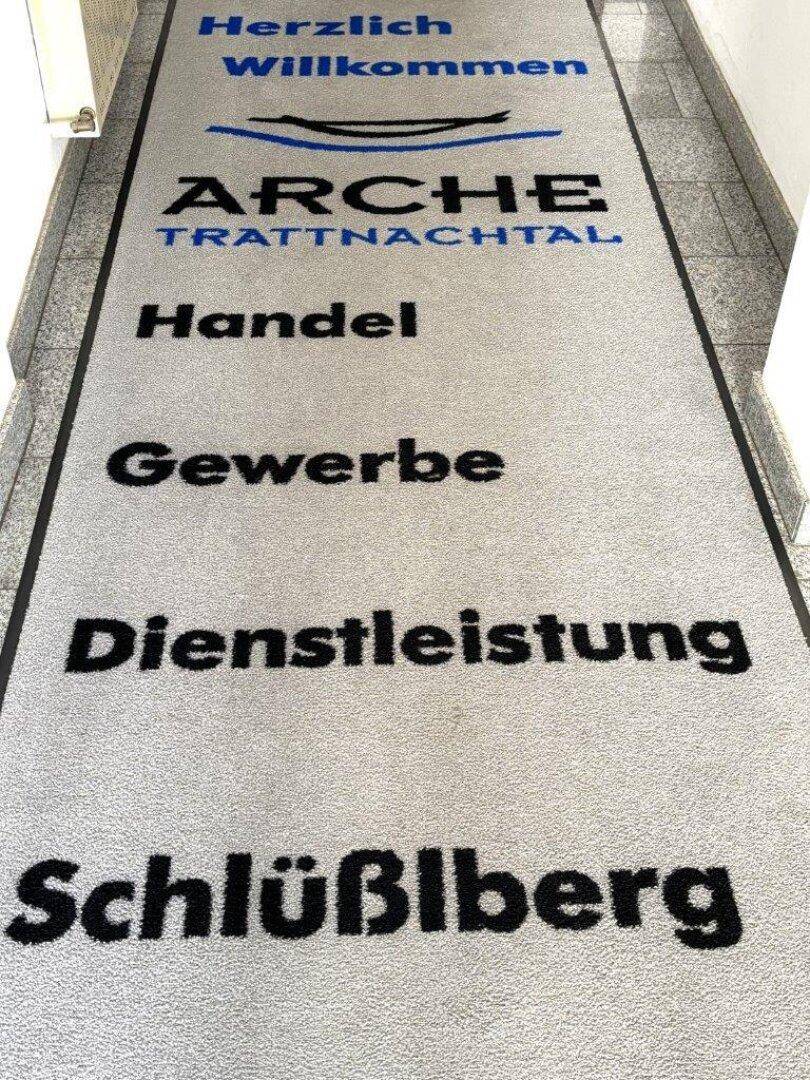 Herzlich
Willkommen
ARCHE
TRATTNACHTAL
Handel
Gewerbe
Dienstleistung
Schlüßlberg